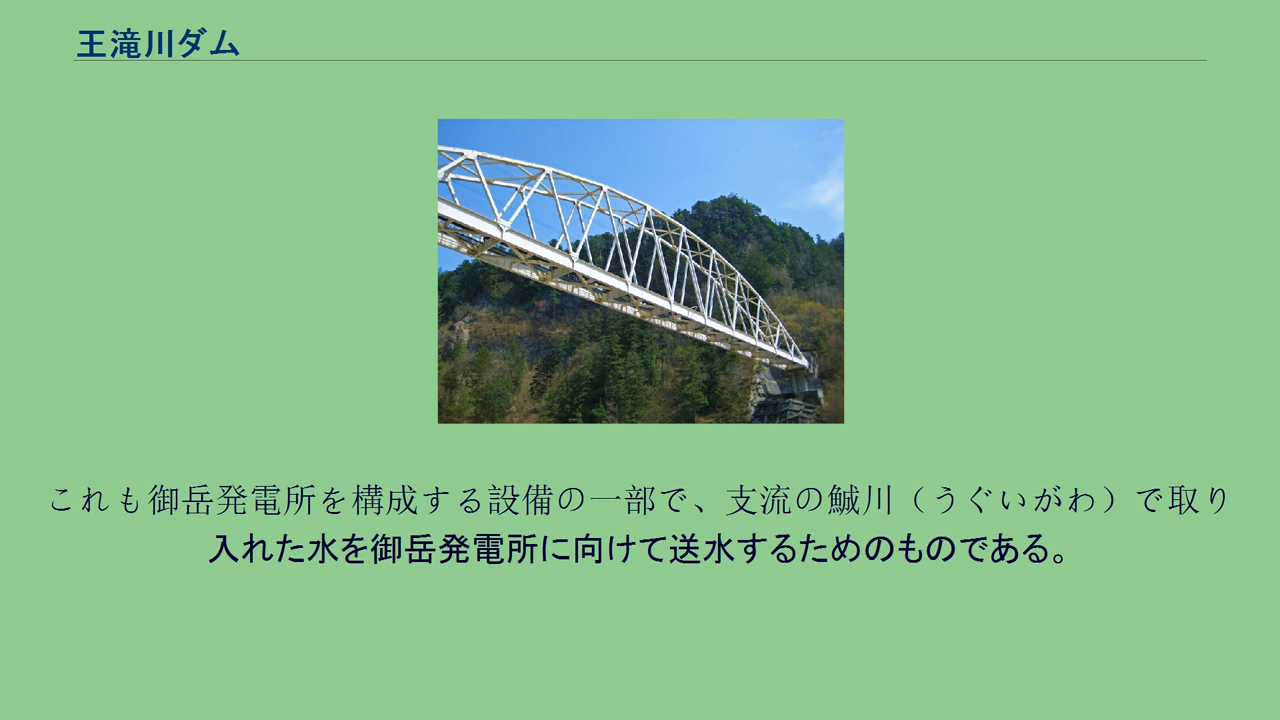 王滝川ダム
これも御岳発電所を構成する設備の一部で、支流の鯎川（うぐいがわ）で取り
入れた水を御岳発電所に向けて送水するためのものである。